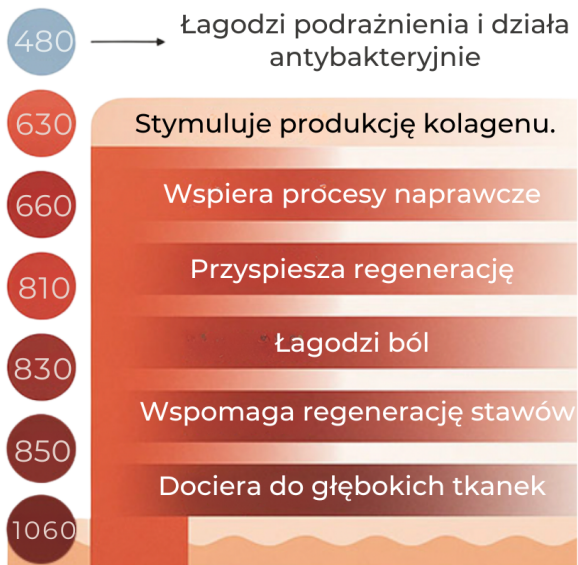 480
Łagodzi podrażnienia i działa
antybakteryjnie
630
Stymuluje produkcję kolagenu.
660
Wspiera procesy naprawcze
810
Przyspiesza regenerację
830
Łagodzi ból
850
Wspomaga regenerację stawów
1060
Dociera do głębokich tkanek